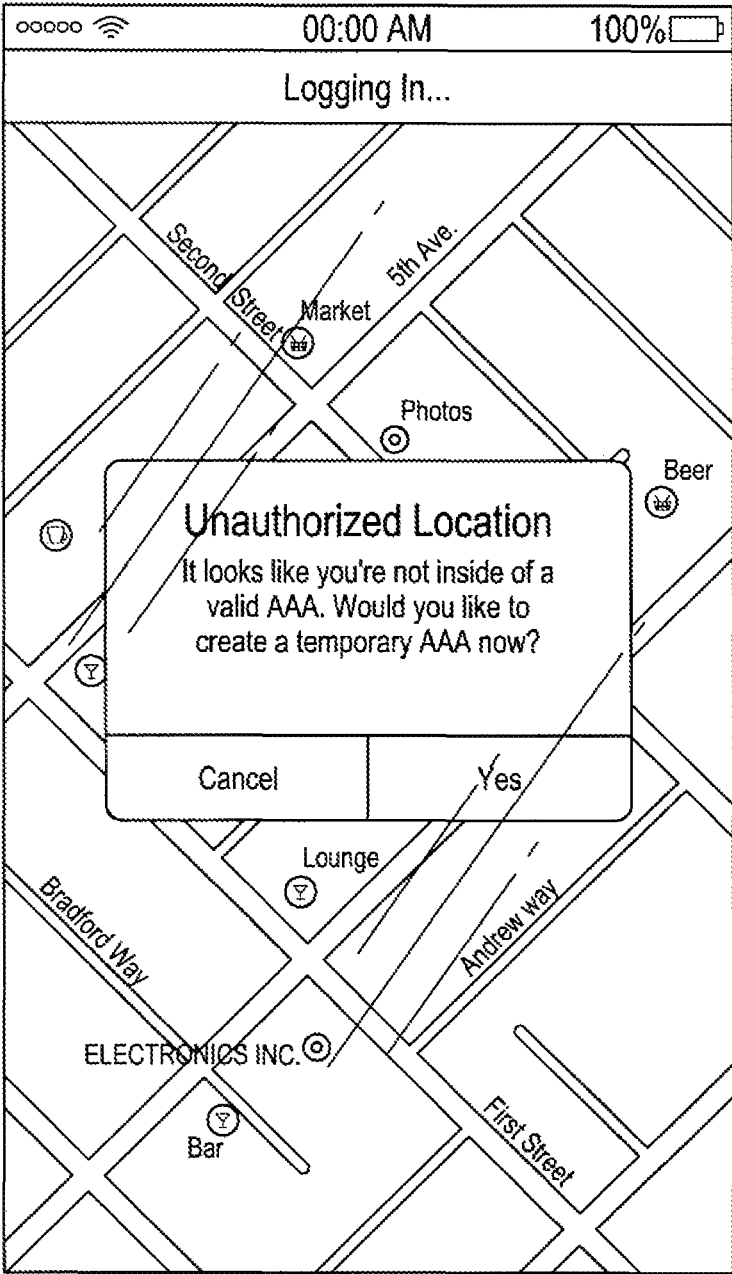 00:00 AM 100%
Logging In...
Second Street
5th Ave.
Market
Photos
Beer
Unauthorized Location
It looks like you're not inside of a
valid AAA. Would you like to
create a temporary AAA now?
Cancel Yes
Lounge
Bradford Way
Andrew way
ELECTRONICS INC.
Bar
First Street